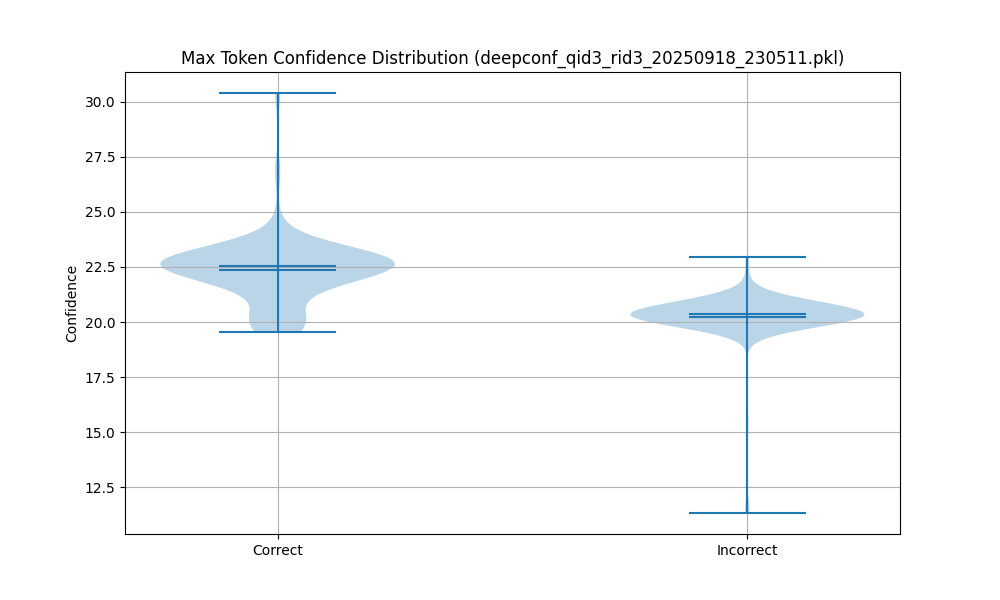 Max Token Confidence Distribution (deepconf_qid3_rid3_20250918_230511.pkl)
30.0
27.5
25.0
22.5
20.0
17.5
15.0
12.5
Confidence
Correct
Incorrect